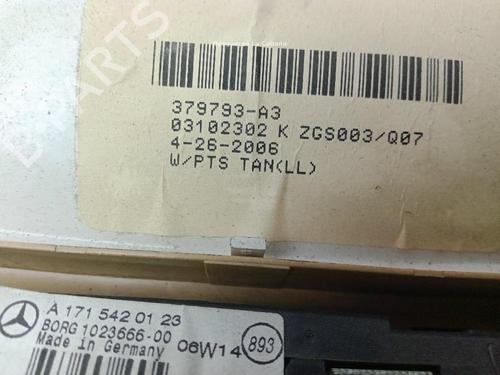 379793-A3
03102302 K ZGS003/Q07
4-26-2006
W/PTS TAN(LL)
A 171 542 01 23
BORG 1023666-00
Made in Germany
06W14
893